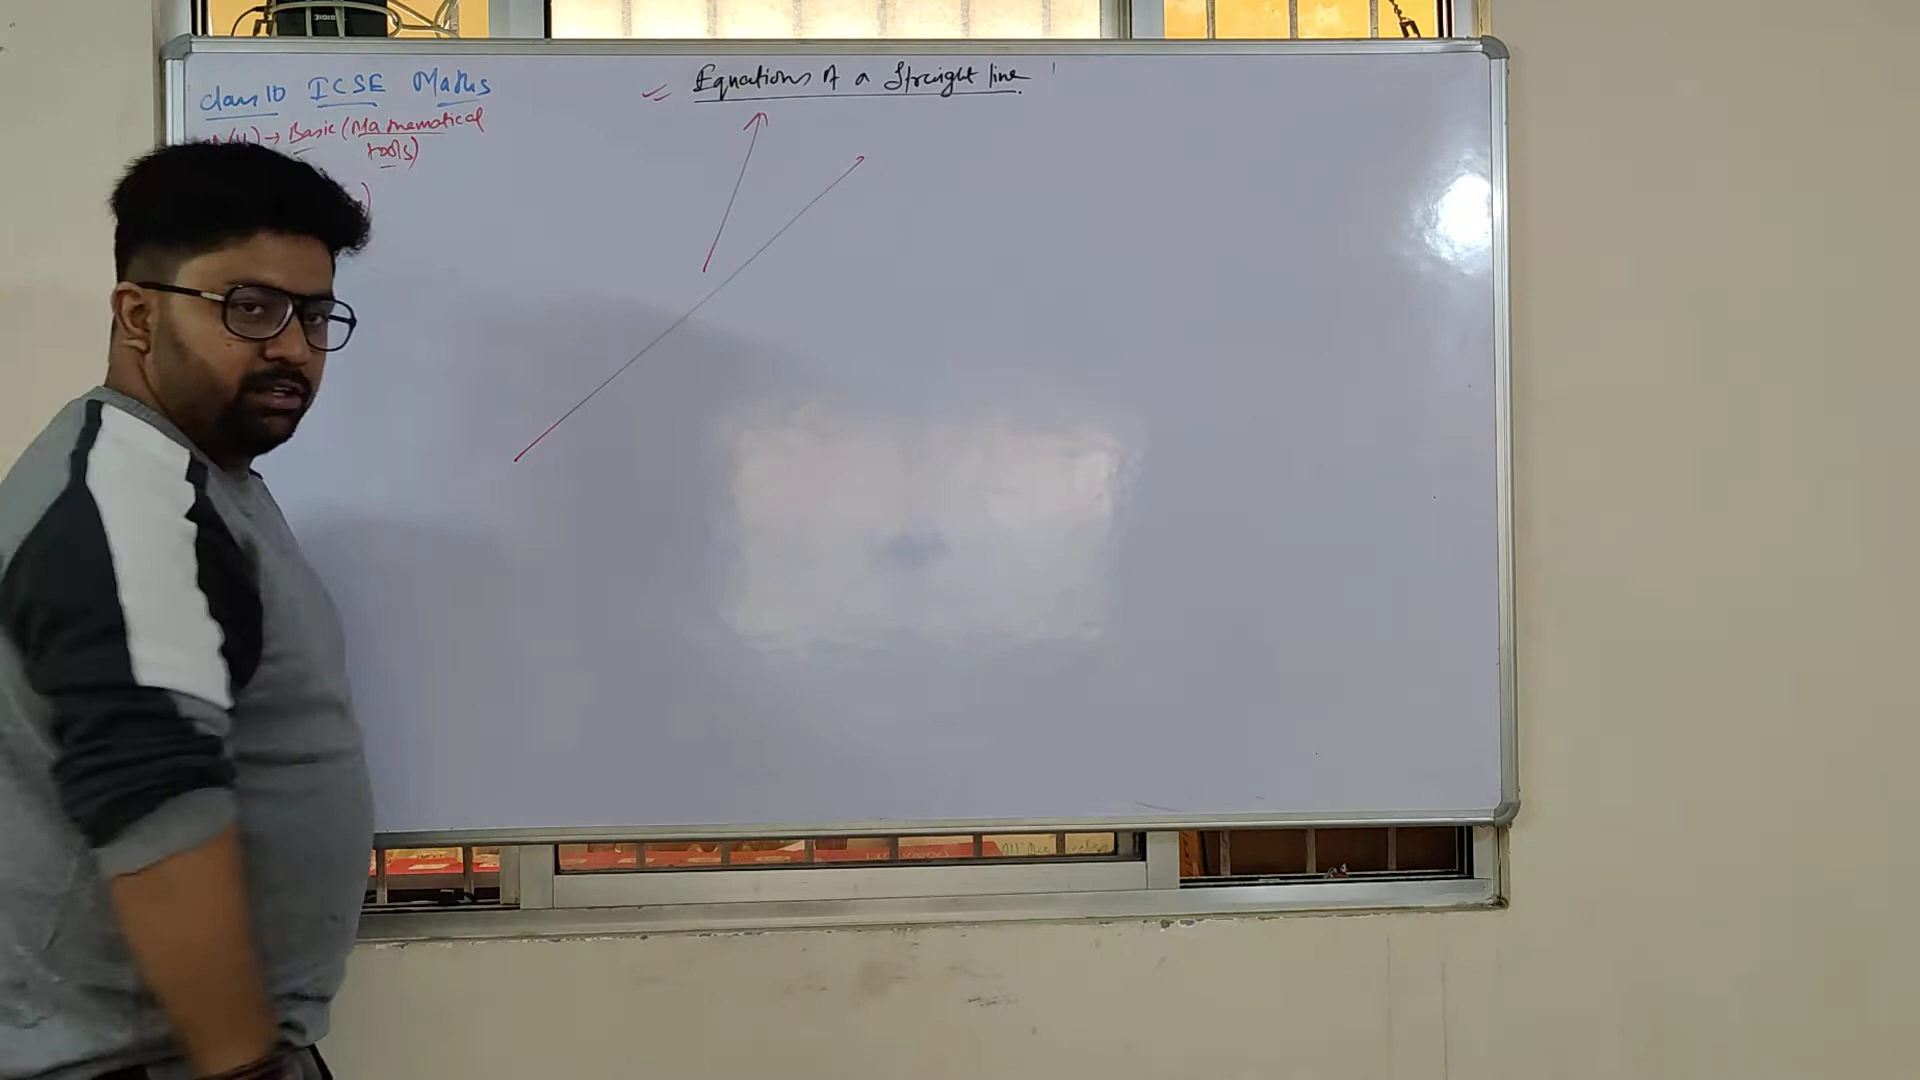 Class 10 ICSE Maths
Equations of a Straight line
→ Basic (Mathematical
tools)